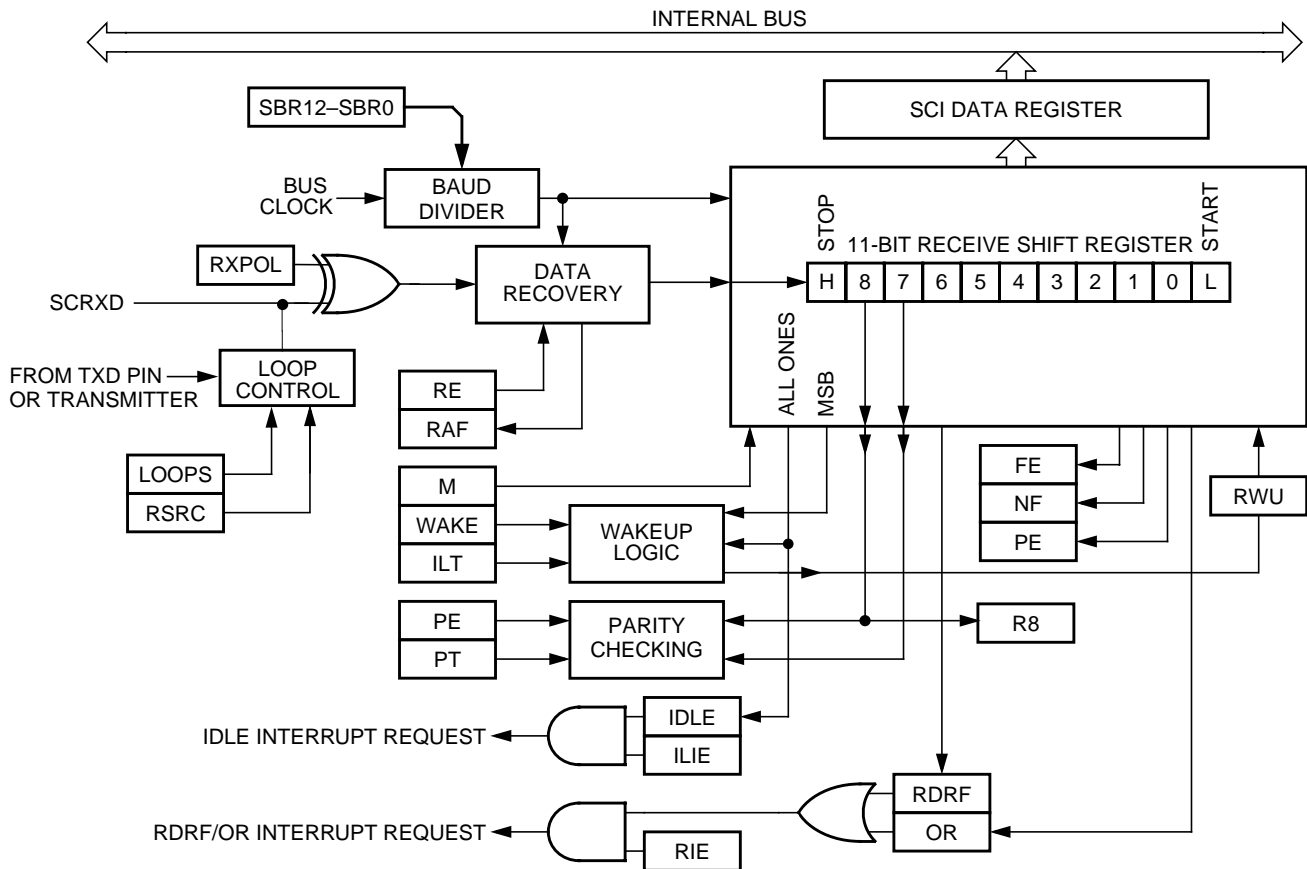 INTERNAL BUS
SBR12–SBR0
SCI DATA REGISTER
BUS
CLOCK
BAUD
DIVIDER
STOP
11-BIT RECEIVE SHIFT REGISTER
START
H 8 7 6 5 4 3 2 1 0 L
RXPOL
DATA
RECOVERY
SCRXD
ALL ONES
MSB
FROM TXD PIN
OR TRANSMITTER
LOOP
CONTROL
RE
RAF
LOOPS
RSRC
M
WAKE
ILT
WAKEUP
LOGIC
FE
NF
PE
RWU
PE
PT
PARITY
CHECKING
R8
IDLE INTERRUPT REQUEST
IDLE
ILIE
RDRF
OR
RDRF/OR INTERRUPT REQUEST
RIE